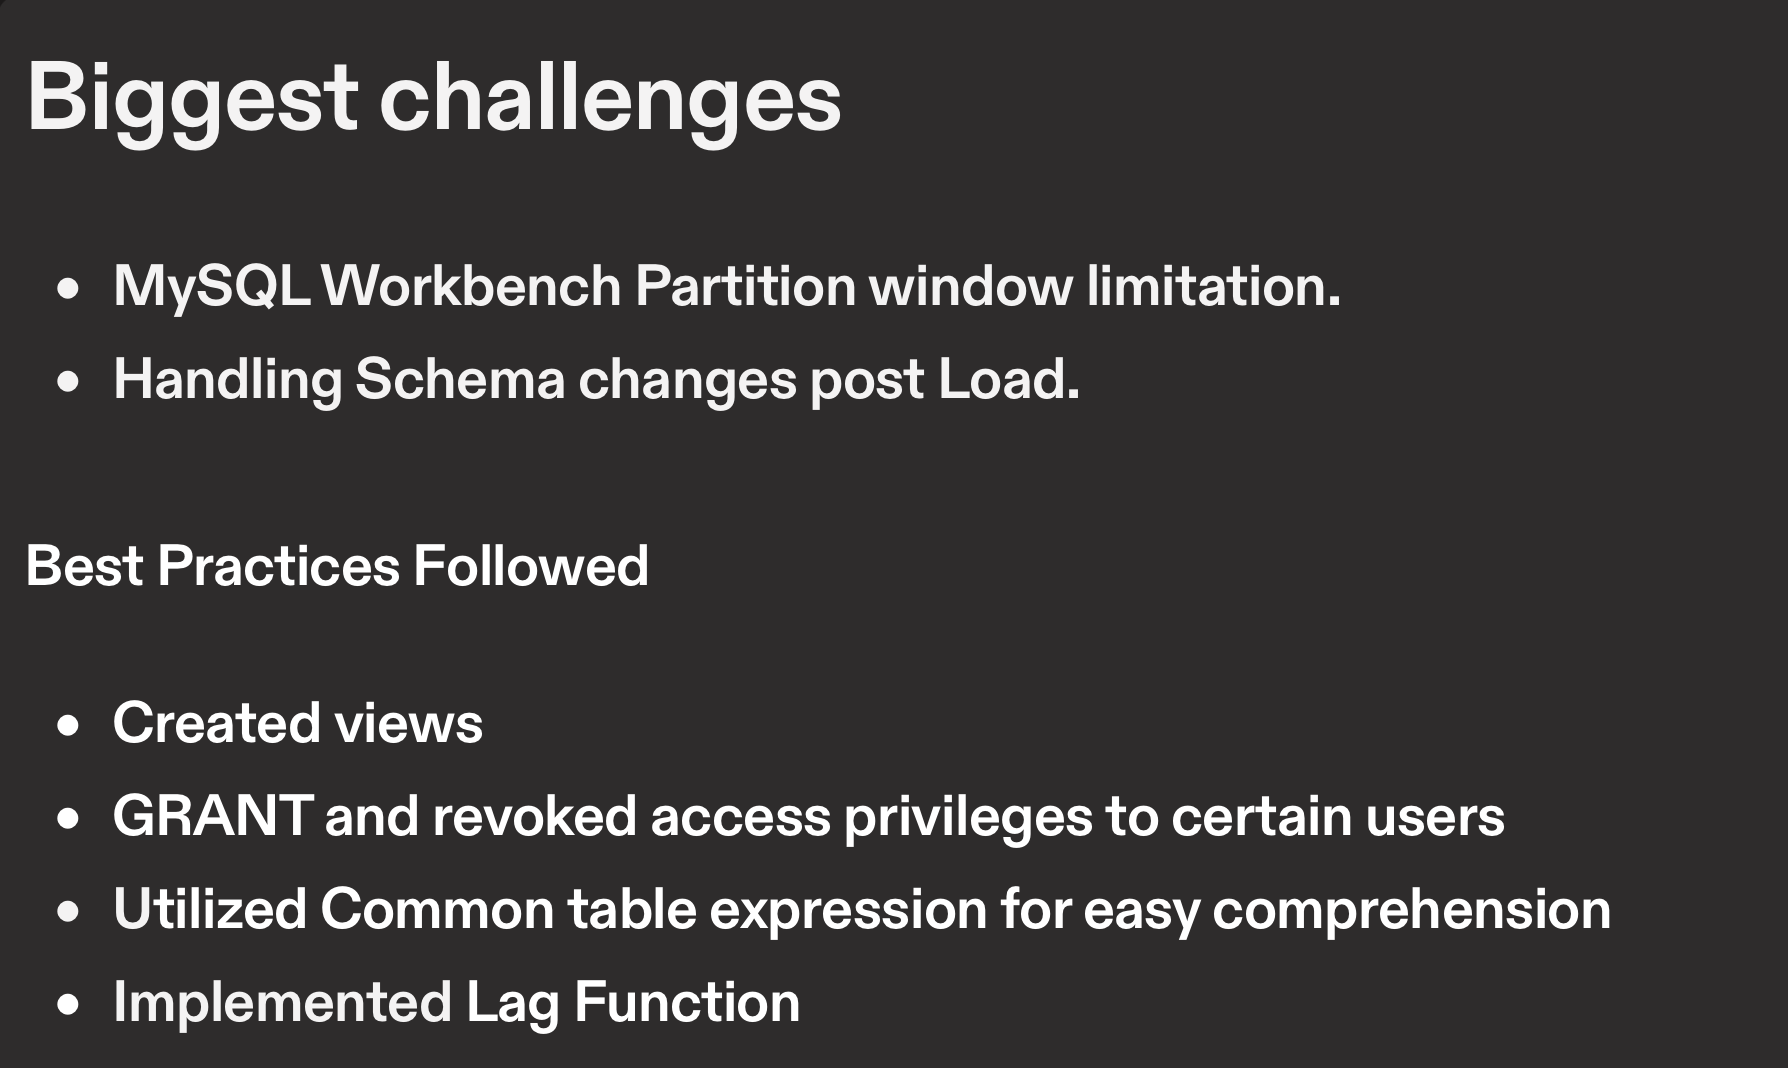 Biggest challenges
• MySQL Workbench Partition window limitation.
• Handling Schema changes post Load.
Best Practices Followed
• Created views
• GRANT and revoked access privileges to certain users
• Utilized Common table expression for easy comprehension
• Implemented Lag Function